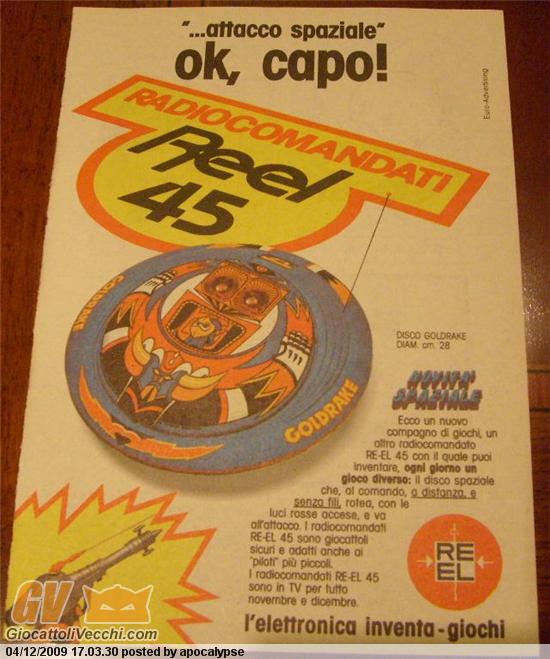 "...attacco spaziale"
ok, capo!
Euro-Advertising
RADIOCOMANDATI
Reel
45
GOLDRAKE
GOLDRAKE
DISCO GOLDRAKE
DIAM. cm. 28
NOVITA'
SPAZIALE
Ecco un nuovo
compagno di giochi, un
altro radiocomandato
RE-EL 45 con il quale puoi
inventare, ogni giorno un
gioco diverso: il disco spaziale
che, al comando, a distanza, e
senza fili, rotea, con le
luci rosse accese, e va
all'attacco. I radiocomandati
RE-EL 45 sono giocattoli
sicuri e adatti anche ai
"piloti" più piccoli.
I radiocomandati RE-EL 45
sono in TV per tutto
novembre e dicembre.
RE
EL
l'elettronica inventa-giochi
GV
GiocattoliVecchi.com
04/12/2009 17.03.30 posted by apocalypse